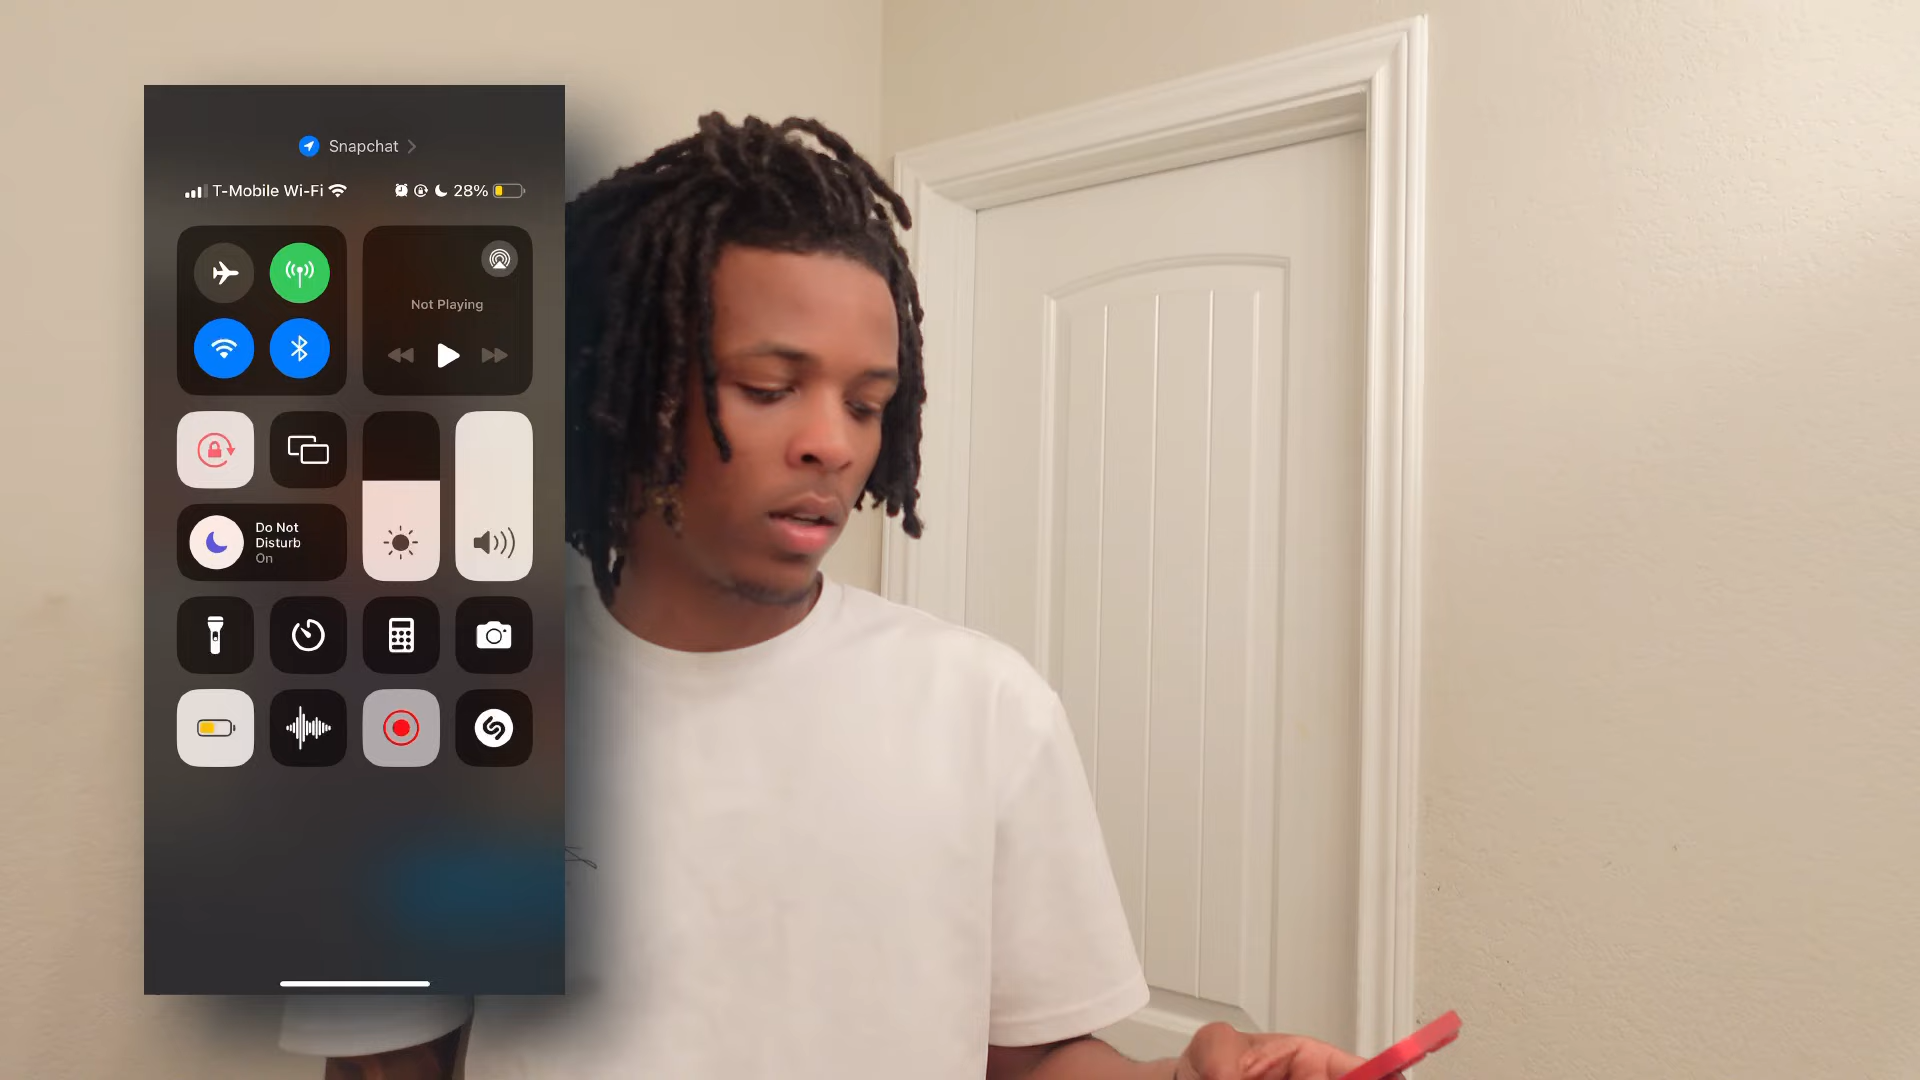 Snapchat
T-Mobile Wi-Fi 28%
Not Playing
Do Not
Disturb
On